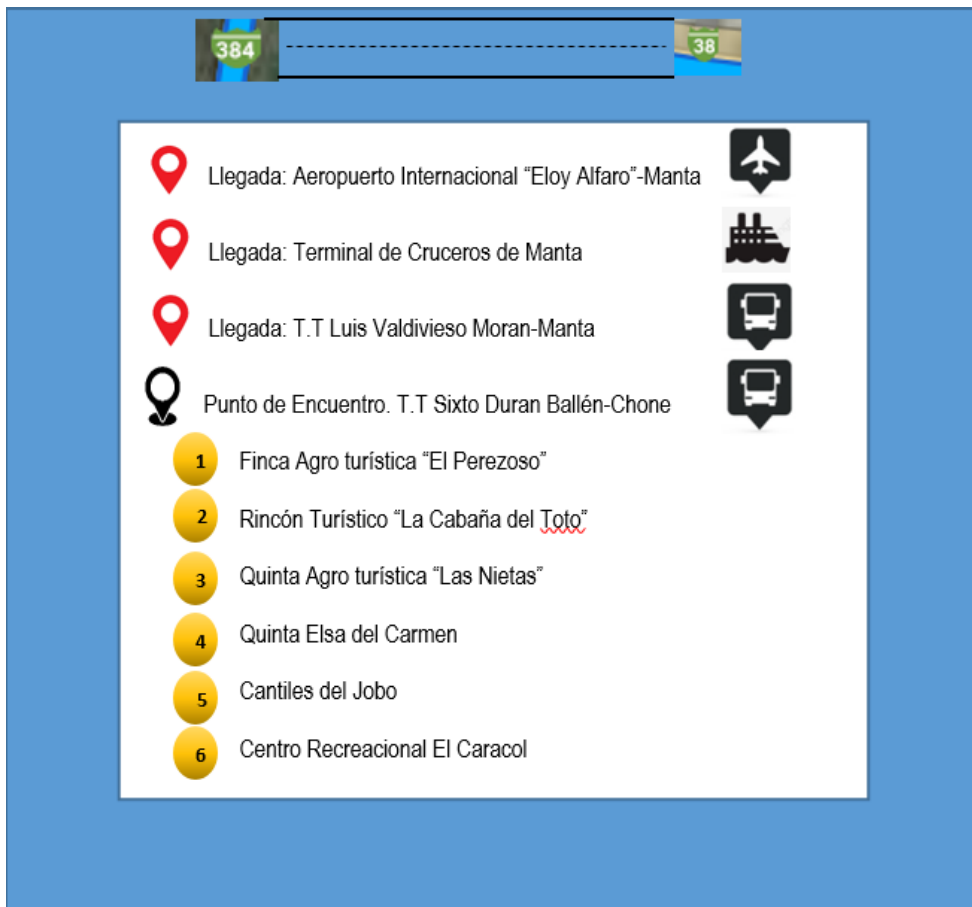 384
38
Llegada: Aeropuerto Internacional “Eloy Alfaro”-Manta
Llegada: Terminal de Cruceros de Manta
Llegada: T.T Luis Valdivieso Moran-Manta
Punto de Encuentro. T.T Sixto Duran Ballén-Chone
1 Finca Agro turística “El Perezoso”
2 Rincón Turístico “La Cabaña del Toto”
3 Quinta Agro turística “Las Nietas”
4 Quinta Elsa del Carmen
5 Cantiles del Jobo
6 Centro Recreacional El Caracol